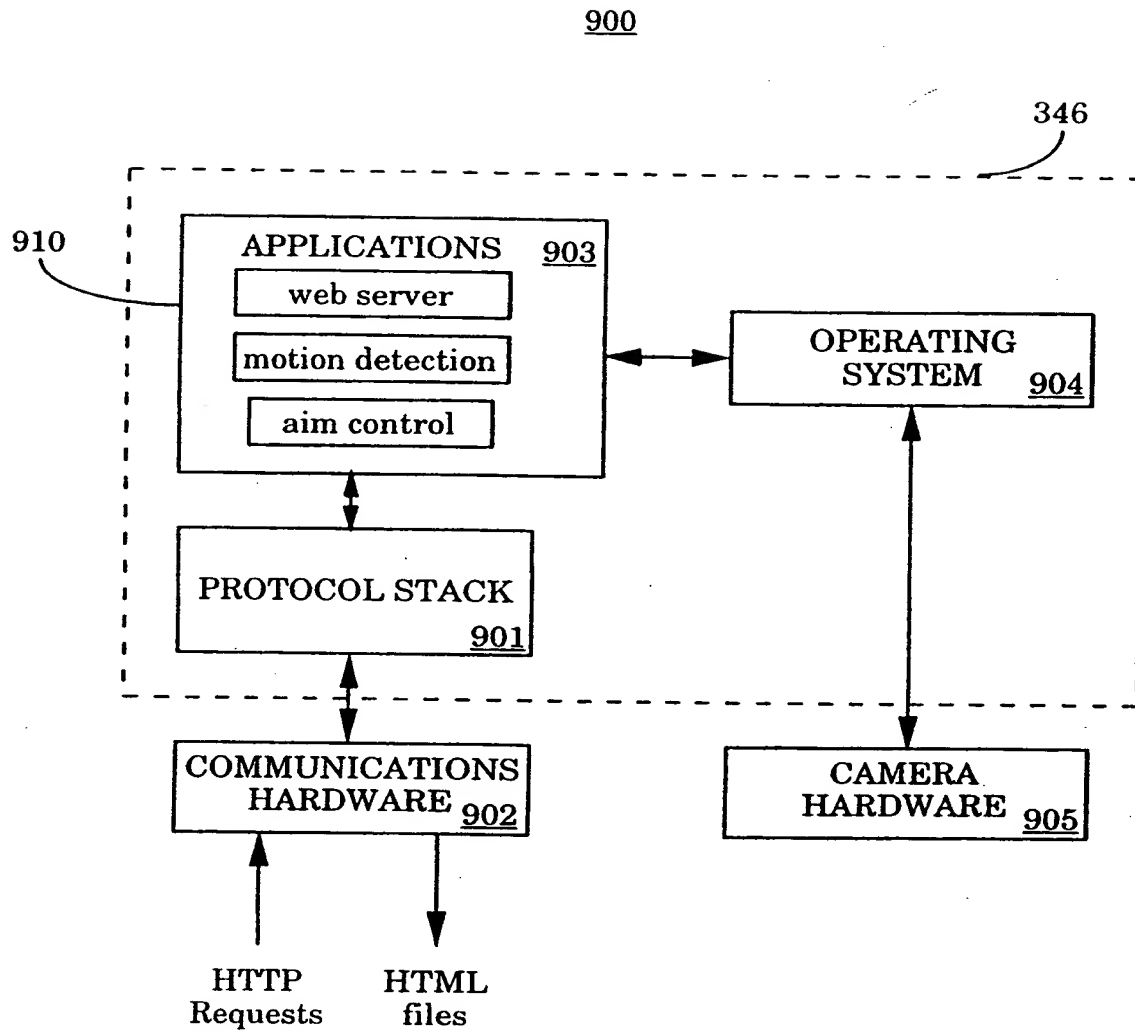 900
346
910
APPLICATIONS 903
web server
motion detection
aim control
OPERATING
SYSTEM 904
PROTOCOL STACK
901
COMMUNICATIONS
HARDWARE 902
CAMERA
HARDWARE 905
HTTP
Requests
HTML
files